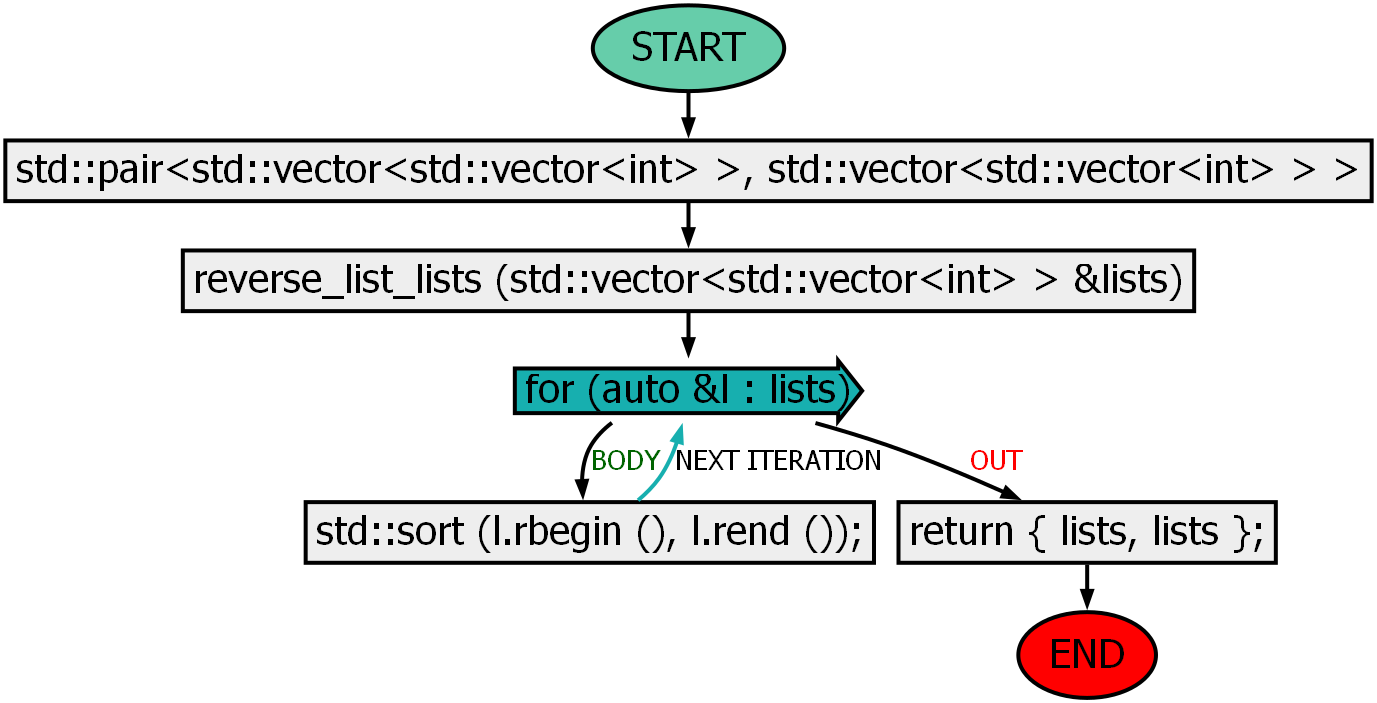 START
std::pair<std::vector<std::vector<int> >, std::vector<std::vector<int> > >
reverse_list_lists (std::vector<std::vector<int> > &lists)
for (auto &l : lists)
BODY
NEXT ITERATION
OUT
std::sort (l.rbegin (), l.rend ());
return { lists, lists };
END